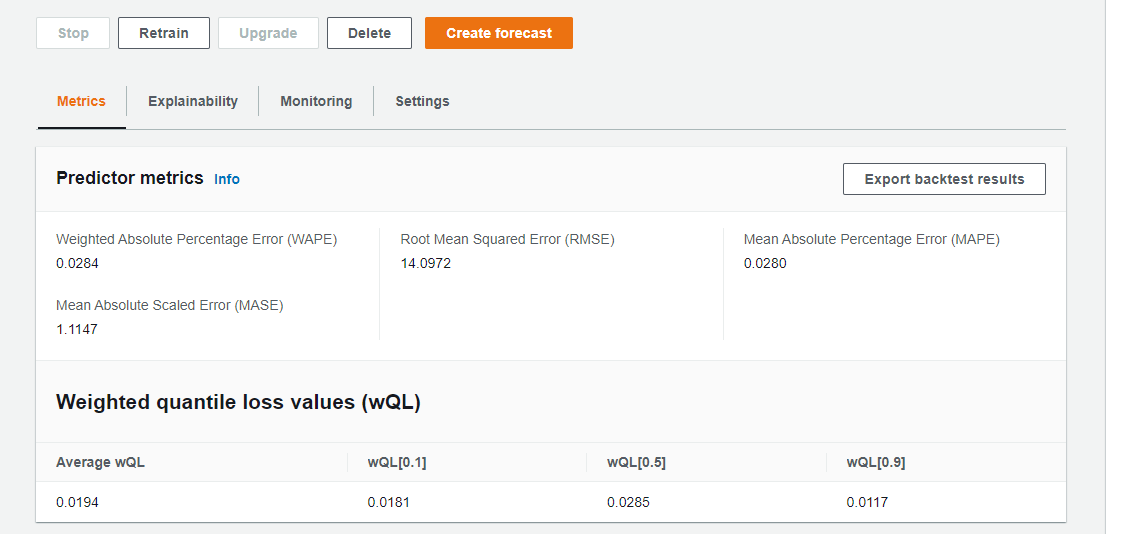 Stop Retrain Upgrade Delete Create forecast
Metrics Explainability Monitoring Settings
Predictor metrics Info Export backtest results
Weighted Absolute Percentage Error (WAPE) Root Mean Squared Error (RMSE) Mean Absolute Percentage Error (MAPE)
0.0284 14.0972 0.0280
Mean Absolute Scaled Error (MASE)
1.1147
Weighted quantile loss values (wQL)
Average wQL wQL[0.1] wQL[0.5] wQL[0.9]
0.0194 0.0181 0.0285 0.0117